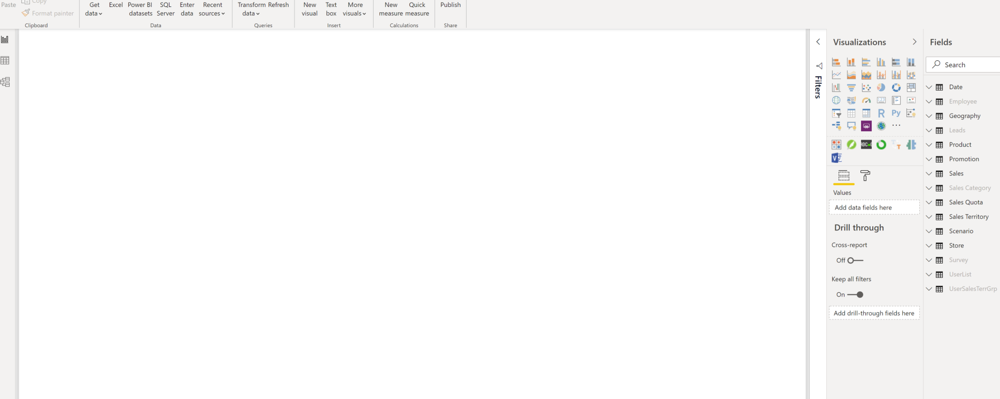 Paste
Copy
Format painter
Clipboard
Get data
Excel
Power BI datasets
SQL Server
Enter data
Recent sources
Data
Transform data
Refresh
Queries
New visual
Text box
More visuals
Insert
New measure
Quick measure
Calculations
Publish
Share
Filters
Visualizations
123
R
Py
Values
Add data fields here
Drill through
Cross-report
Off
Keep all filters
On
Add drill-through fields here
Fields
Search
Date
Employee
Geography
Leads
Product
Promotion
Sales
Sales Category
Sales Quota
Sales Territory
Scenario
Store
Survey
UserList
UserSalesTerrGrp